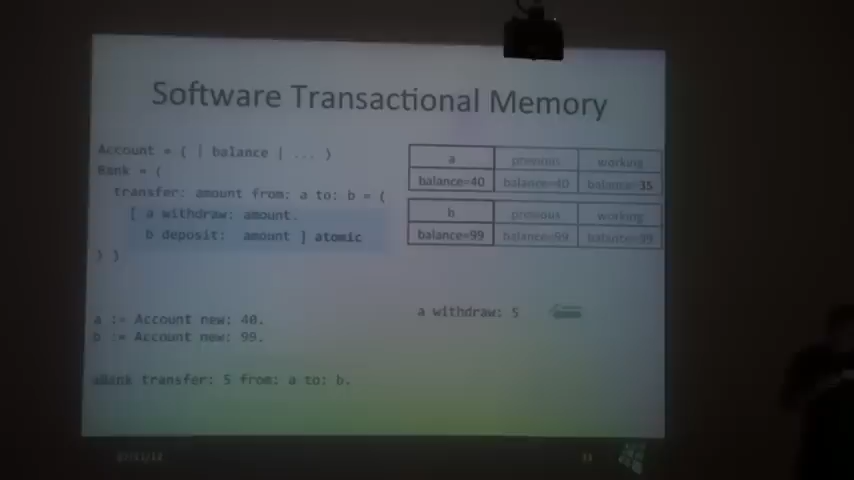 Software Transactional Memory
Account = ( | balance | ... )
Bank = (
transfer: amount from: a to: b = (
[ a withdraw: amount.
b deposit: amount ] atomic
) )
a := Account new: 40.
b := Account new: 99.
aBank transfer: 5 from: a to: b.
a previous working
balance=40 balance=40 balance=35
b previous working
balance=99 balance=99 balance=99
a withdraw: 5